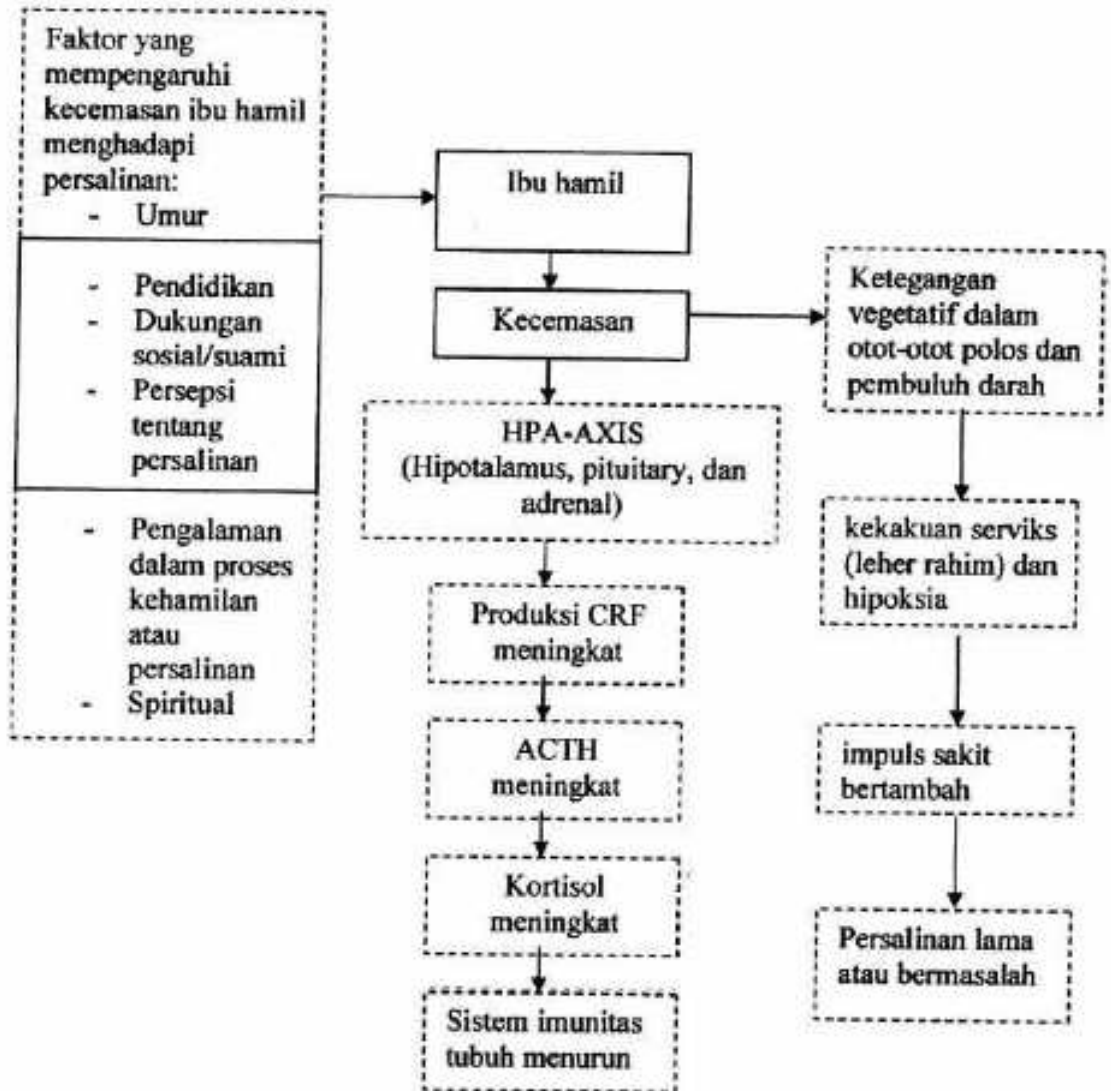 Faktor yang
mempengaruhi
kecemasan ibu hamil
menghadapi
persalinan:
- Umur
- Pendidikan
- Dukungan
sosial/suami
- Persepsi
tentang
persalinan
- Pengalaman
dalam proses
kehamilan
atau
persalinan
- Spiritual
Ibu hamil
Kecemasan
HPA-AXIS
(Hipotalamus, pituitary, dan
adrenal)
Produksi CRF
meningkat
ACTH
meningkat
Kortisol
meningkat
Sistem imunitas
tubuh menurun
Ketegangan
vegetatif dalam
otot-otot polos dan
pembuluh darah
kekakuan serviks
(leher rahim) dan
hipoksia
impuls sakit
bertambah
Persalinan lama
atau bermasalah